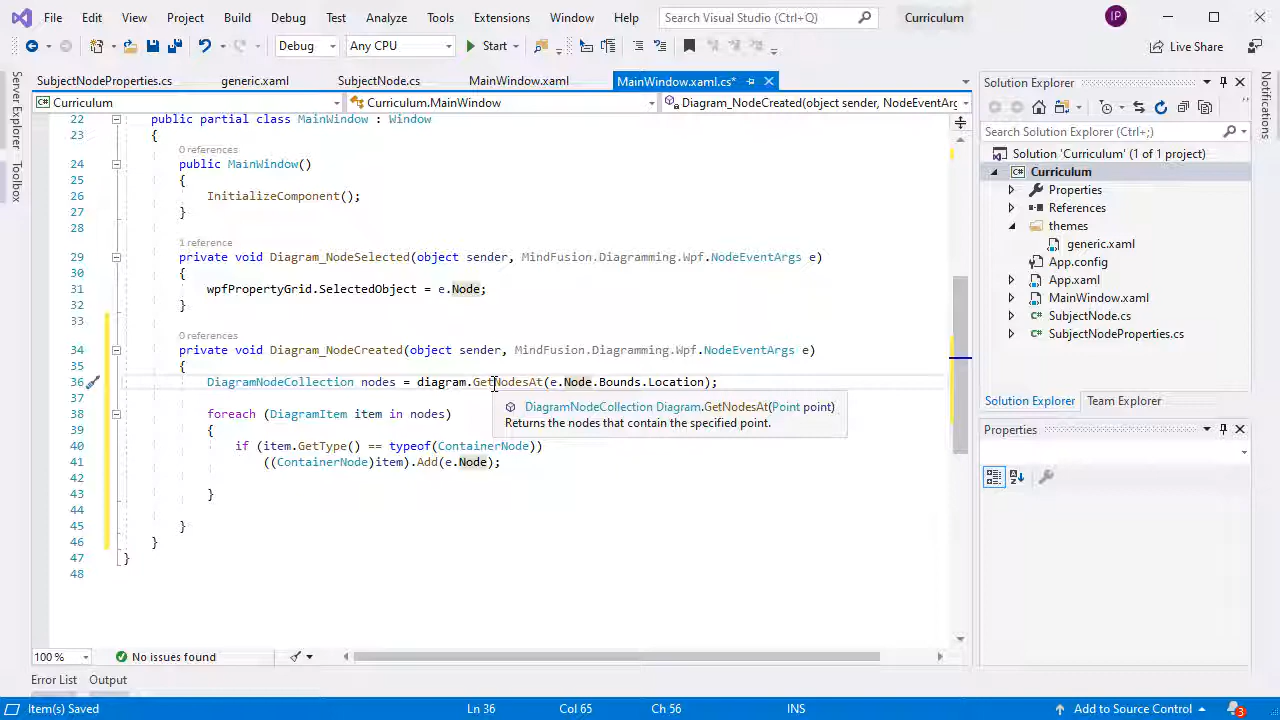 File Edit View Project Build Debug Test Analyze Tools Extensions Window Help Search Visual Studio (Ctrl+Q) Curriculum IP
Debug Any CPU Start Live Share
SubjectNodeProperties.cs generic.xaml SubjectNode.cs MainWindow.xaml MainWindow.xaml.cs*
Curriculum Curriculum.MainWindow Diagram_NodeCreated(object sender, NodeEventArg
22 public partial class MainWindow : Window
23 {
0 references
24 public MainWindow()
25 {
26 InitializeComponent();
27 }
28
1 reference
29 private void Diagram_NodeSelected(object sender, MindFusion.Diagramming.Wpf.NodeEventArgs e)
30 {
31 wpfPropertyGrid.SelectedObject = e.Node;
32 }
33
0 references
34 private void Diagram_NodeCreated(object sender, MindFusion.Diagramming.Wpf.NodeEventArgs e)
35 {
36 DiagramNodeCollection nodes = diagram.GetNodesAt(e.Node.Bounds.Location);
37
DiagramNodeCollection Diagram.GetNodesAt(Point point)
Returns the nodes that contain the specified point.
38 foreach (DiagramItem item in nodes)
39 {
40 if (item.GetType() == typeof(ContainerNode))
41 ((ContainerNode)item).Add(e.Node);
42
43 }
44
45 }
46 }
47 }
48
100 % No issues found
Error List Output
Item(s) Saved Ln 36 Col 65 Ch 56 INS Add to Source Control 3
Server Explorer
Toolbox
Solution Explorer
Search Solution Explorer (Ctrl+;)
Solution 'Curriculum' (1 of 1 project)
Curriculum
Properties
References
themes
generic.xaml
App.config
App.xaml
MainWindow.xaml
SubjectNode.cs
SubjectNodeProperties.cs
Solution Explorer Team Explorer
Properties
Notifications